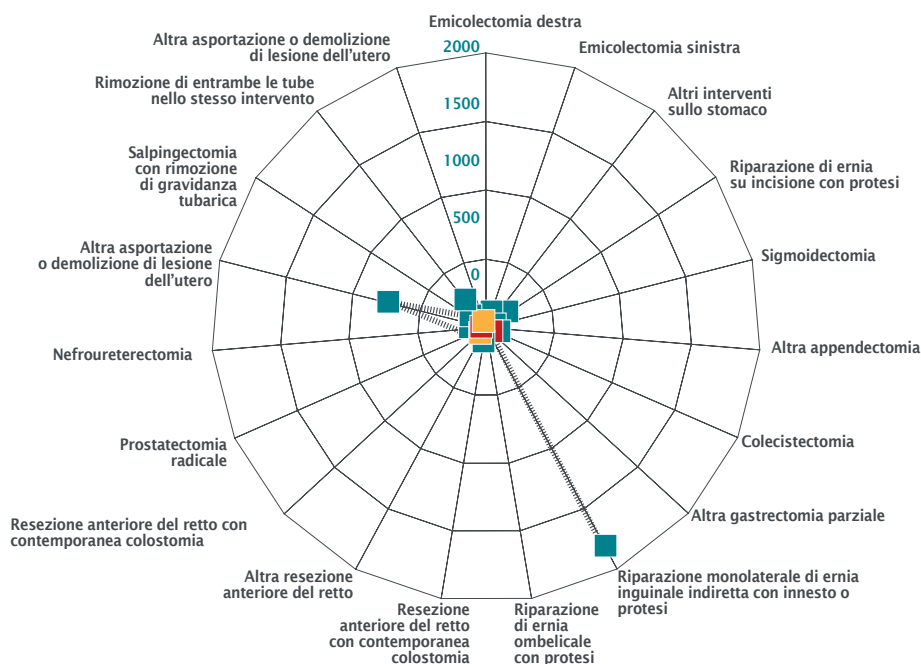 Emicolectomia destra
Emicolectomia sinistra
Altri interventi
sullo stomaco
Riparazione di ernia
su incisione con protesi
Sigmoidectomia
Altra appendectomia
Colecistectomia
Altra gastrectomia parziale
Riparazione monolaterale di ernia
inguinale indiretta con innesto o
protesi
Riparazione
di ernia
ombelicale
con protesi
Resezione
anteriore del retto
con contemporanea
colostomia
Altra resezione
anteriore del retto
Resezione anteriore del retto con
contemporanea colostomia
Prostatectomia
radicale
Nefroureterectomia
Altra asportazione
o demolizione di lesione
dell'utero
Salpingectomia
con rimozione
di gravidanza
tubarica
Rimozione di entrambe le tube
nello stesso intervento
Altra asportazione o demolizione
di lesione dell'utero
2000
1500
1000
500
0